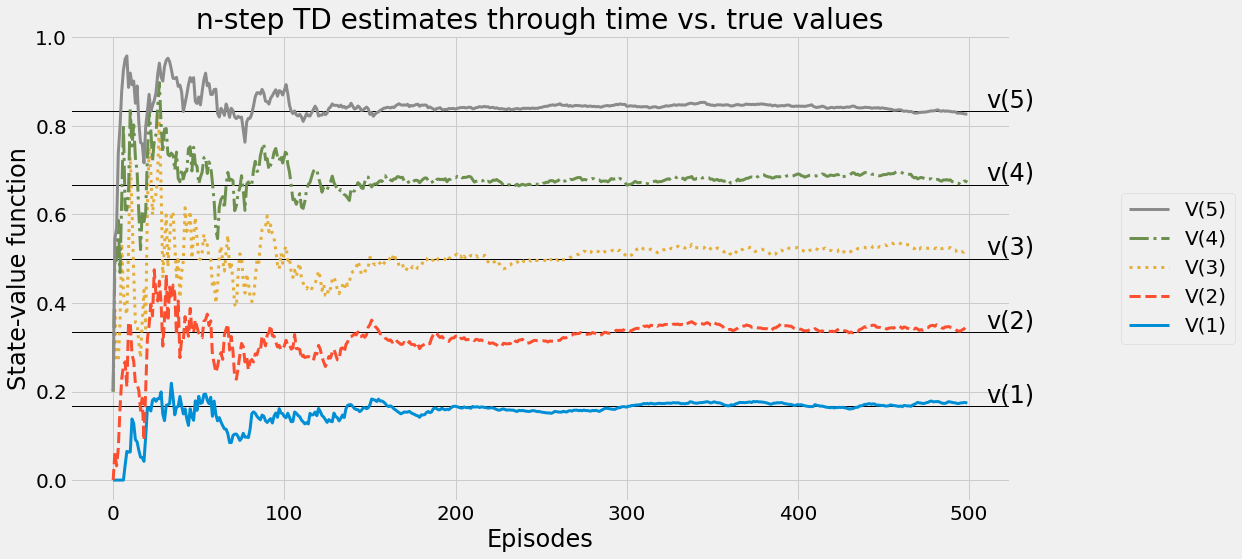 n-step TD estimates through time vs. true values
State-value function
1.0
0.8
0.6
0.4
0.2
0.0
v(5)
v(4)
v(3)
v(2)
v(1)
V(5)
V(4)
V(3)
V(2)
V(1)
0 100 200 300 400 500
Episodes